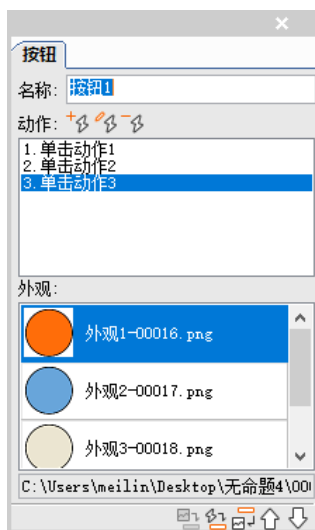 按钮
名称: 按钮1
动作:
1.单击动作1
2.单击动作2
3.单击动作3
外观:
外观1-00016.png
外观2-00017.png
外观3-00018.png
C:\Users\meilin\Desktop\无命题4\00